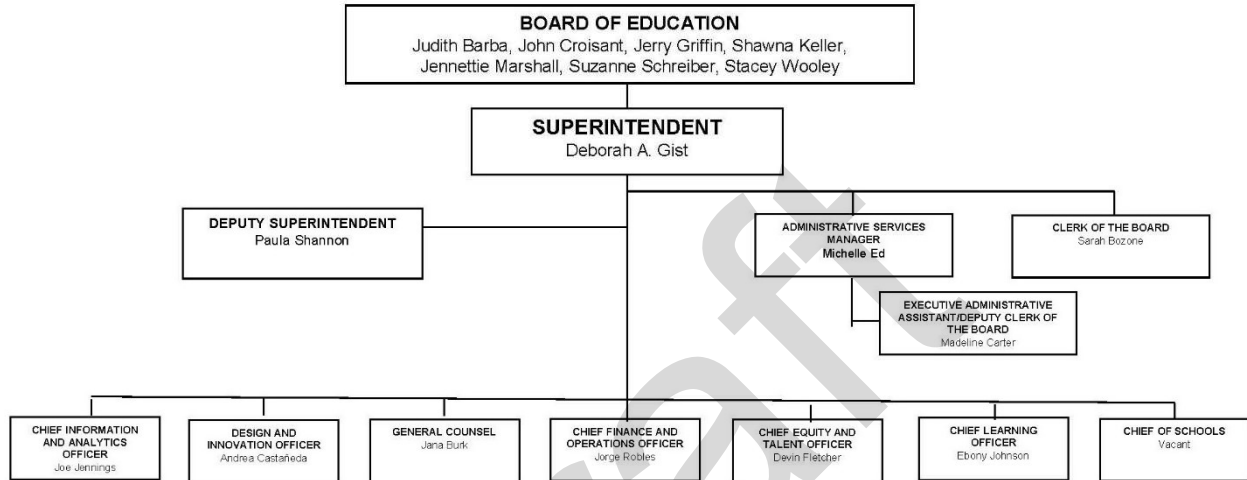 BOARD OF EDUCATION
Judith Barba, John Croisant, Jerry Griffin, Shawna Keller,
Jennettie Marshall, Suzanne Schreiber, Stacey Wooley
SUPERINTENDENT
Deborah A. Gist
DEPUTY SUPERINTENDENT
Paula Shannon
ADMINISTRATIVE SERVICES
MANAGER
Michelle Ed
CLERK OF THE BOARD
Sarah Bozone
EXECUTIVE ADMINISTRATIVE
ASSISTANT/DEPUTY CLERK OF
THE BOARD
Madeline Carter
CHIEF INFORMATION
AND ANALYTICS
OFFICER
Joe Jennings
DESIGN AND
INNOVATION OFFICER
Andrea Castañeda
GENERAL COUNSEL
Jana Burk
CHIEF FINANCE AND
OPERATIONS OFFICER
Jorge Robles
CHIEF EQUITY AND
TALENT OFFICER
Devin Fletcher
CHIEF LEARNING
OFFICER
Ebony Johnson
CHIEF OF SCHOOLS
Vacant